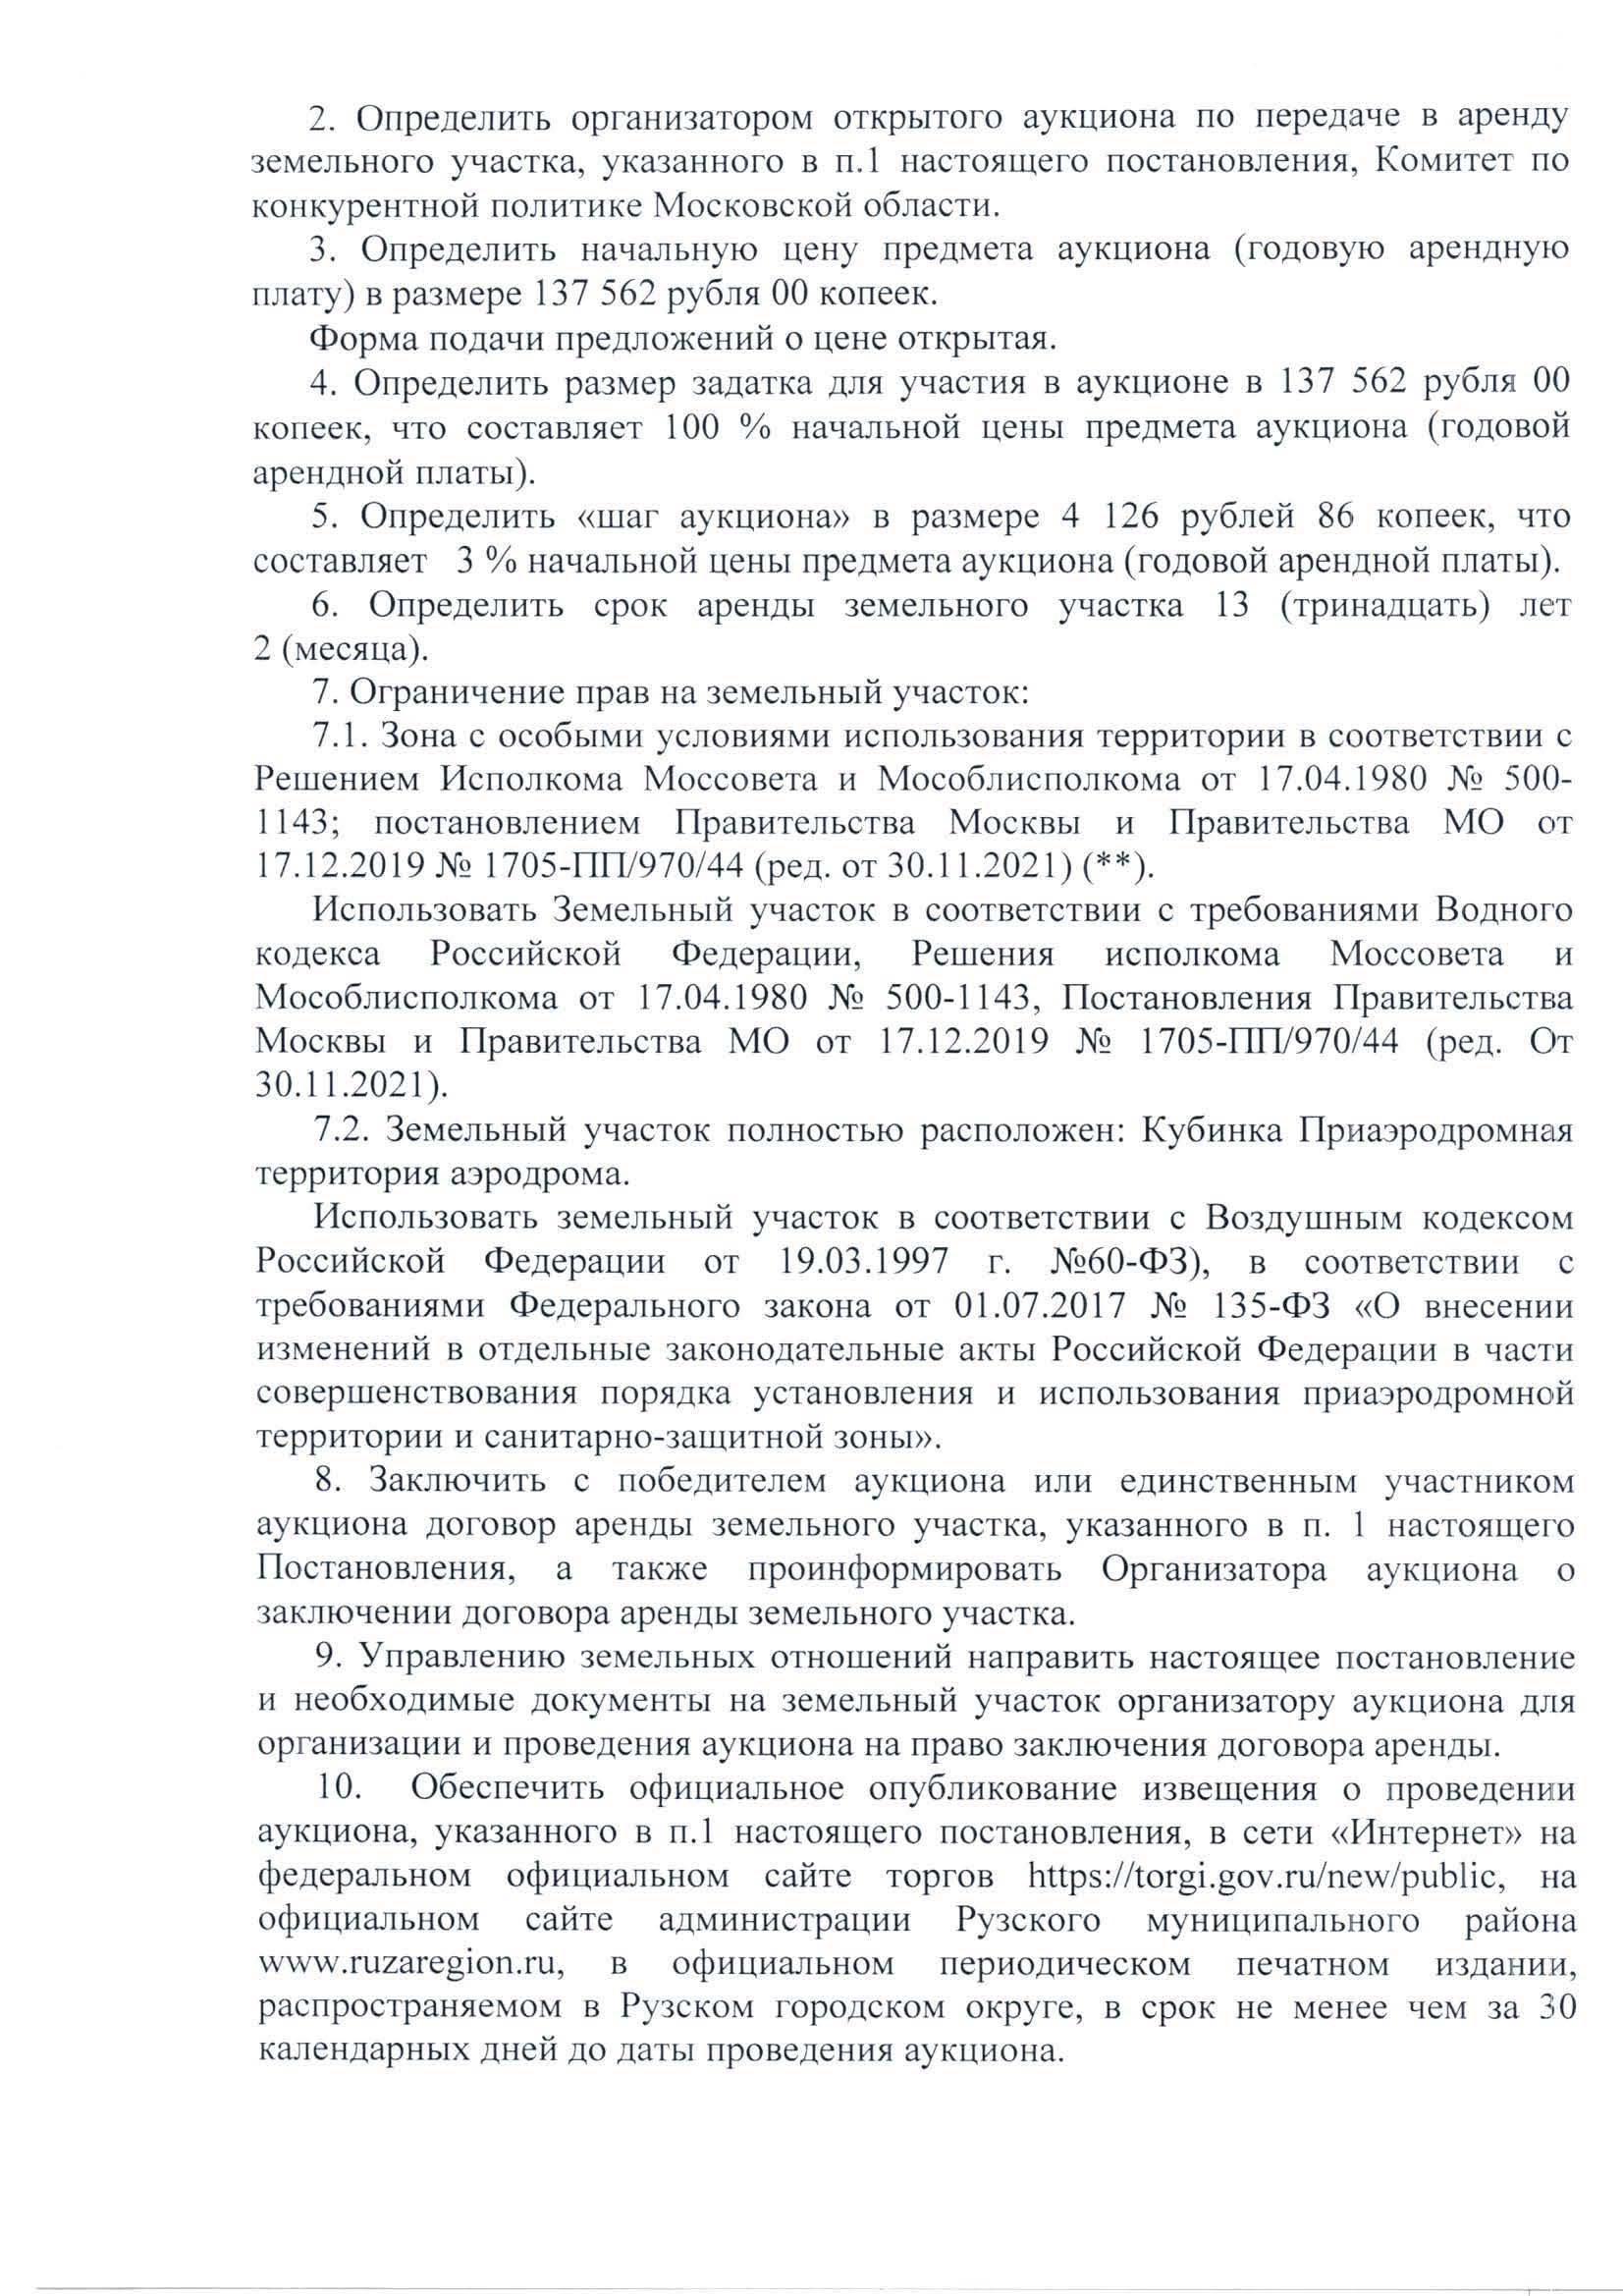 2. Определить организатором открытого аукциона по передаче в аренду
земельного участка, указанного в п.1 настоящего постановления, Комитет по
конкурентной политике Московской области.
3. Определить начальную цену предмета аукциона (годовую арендную
плату) в размере 137 562 рубля 00 копеек.
Форма подачи предложений о цене открытая.
4. Определить размер задатка для участия в аукционе в 137 562 рубля 00
копеек, что составляет 100 % начальной цены предмета аукциона (годовой
арендной платы).
5. Определить «шаг аукциона» в размере 4 126 рублей 86 копеек, что
составляет 3 % начальной цены предмета аукциона (годовой арендной платы).
6. Определить срок аренды земельного участка 13 (тринадцать) лет
2 (месяца).
7. Ограничение прав на земельный участок:
7.1. Зона с особыми условиями использования территории в соответствии с
Решением Исполкома Моссовета и Мособлисполкома от 17.04.1980 № 500-
1143; постановлением Правительства Москвы и Правительства МО от
17.12.2019 № 1705-ПП/970/44 (ред. от 30.11.2021) (**).
Использовать Земельный участок в соответствии с требованиями Водного
кодекса Российской Федерации, Решения исполкома Моссовета и
Мособлисполкома от 17.04.1980 № 500-1143, Постановления Правительства
Москвы и Правительства МО от 17.12.2019 № 1705-ПП/970/44 (ред. От
30.11.2021).
7.2. Земельный участок полностью расположен: Кубинка Приаэродромная
территория аэродрома.
Использовать земельный участок в соответствии с Воздушным кодексом
Российской Федерации от 19.03.1997 г. №60-ФЗ), в соответствии с
требованиями Федерального закона от 01.07.2017 № 135-ФЗ «О внесении
изменений в отдельные законодательные акты Российской Федерации в части
совершенствования порядка установления и использования приаэродромной
территории и санитарно-защитной зоны».
8. Заключить с победителем аукциона или единственным участником
аукциона договор аренды земельного участка, указанного в п. 1 настоящего
Постановления, а также проинформировать Организатора аукциона о
заключении договора аренды земельного участка.
9. Управлению земельных отношений направить настоящее постановление
и необходимые документы на земельный участок организатору аукциона для
организации и проведения аукциона на право заключения договора аренды.
10. Обеспечить официальное опубликование извещения о проведении
аукциона, указанного в п.1 настоящего постановления, в сети «Интернет» на
федеральном официальном сайте торгов https://torgi.gov.ru/new/public, на
официальном сайте администрации Рузского муниципального района
www.ruzaregion.ru, в официальном периодическом печатном издании,
распространяемом в Рузском городском округе, в срок не менее чем за 30
календарных дней до даты проведения аукциона.